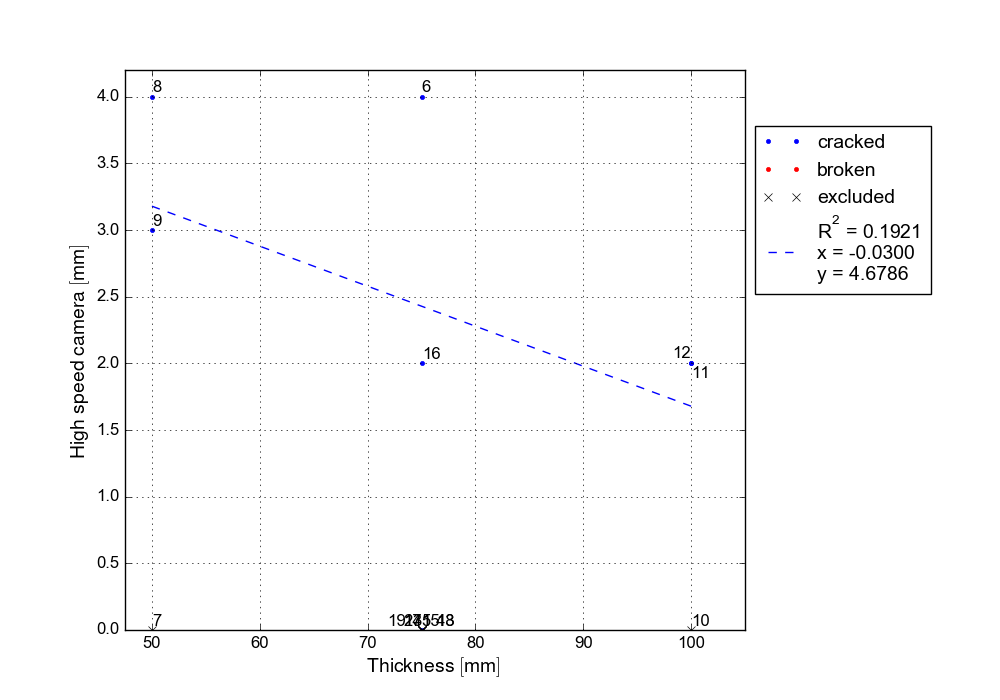 High speed camera [mm]
4.0
3.5
3.0
2.5
2.0
1.5
1.0
0.5
0.0
8
6
9
16
12
11
7
10
50
60
70
80
90
100
Thickness [mm]
cracked
broken
excluded
R2 = 0.1921
x = -0.0300
y = 4.6786